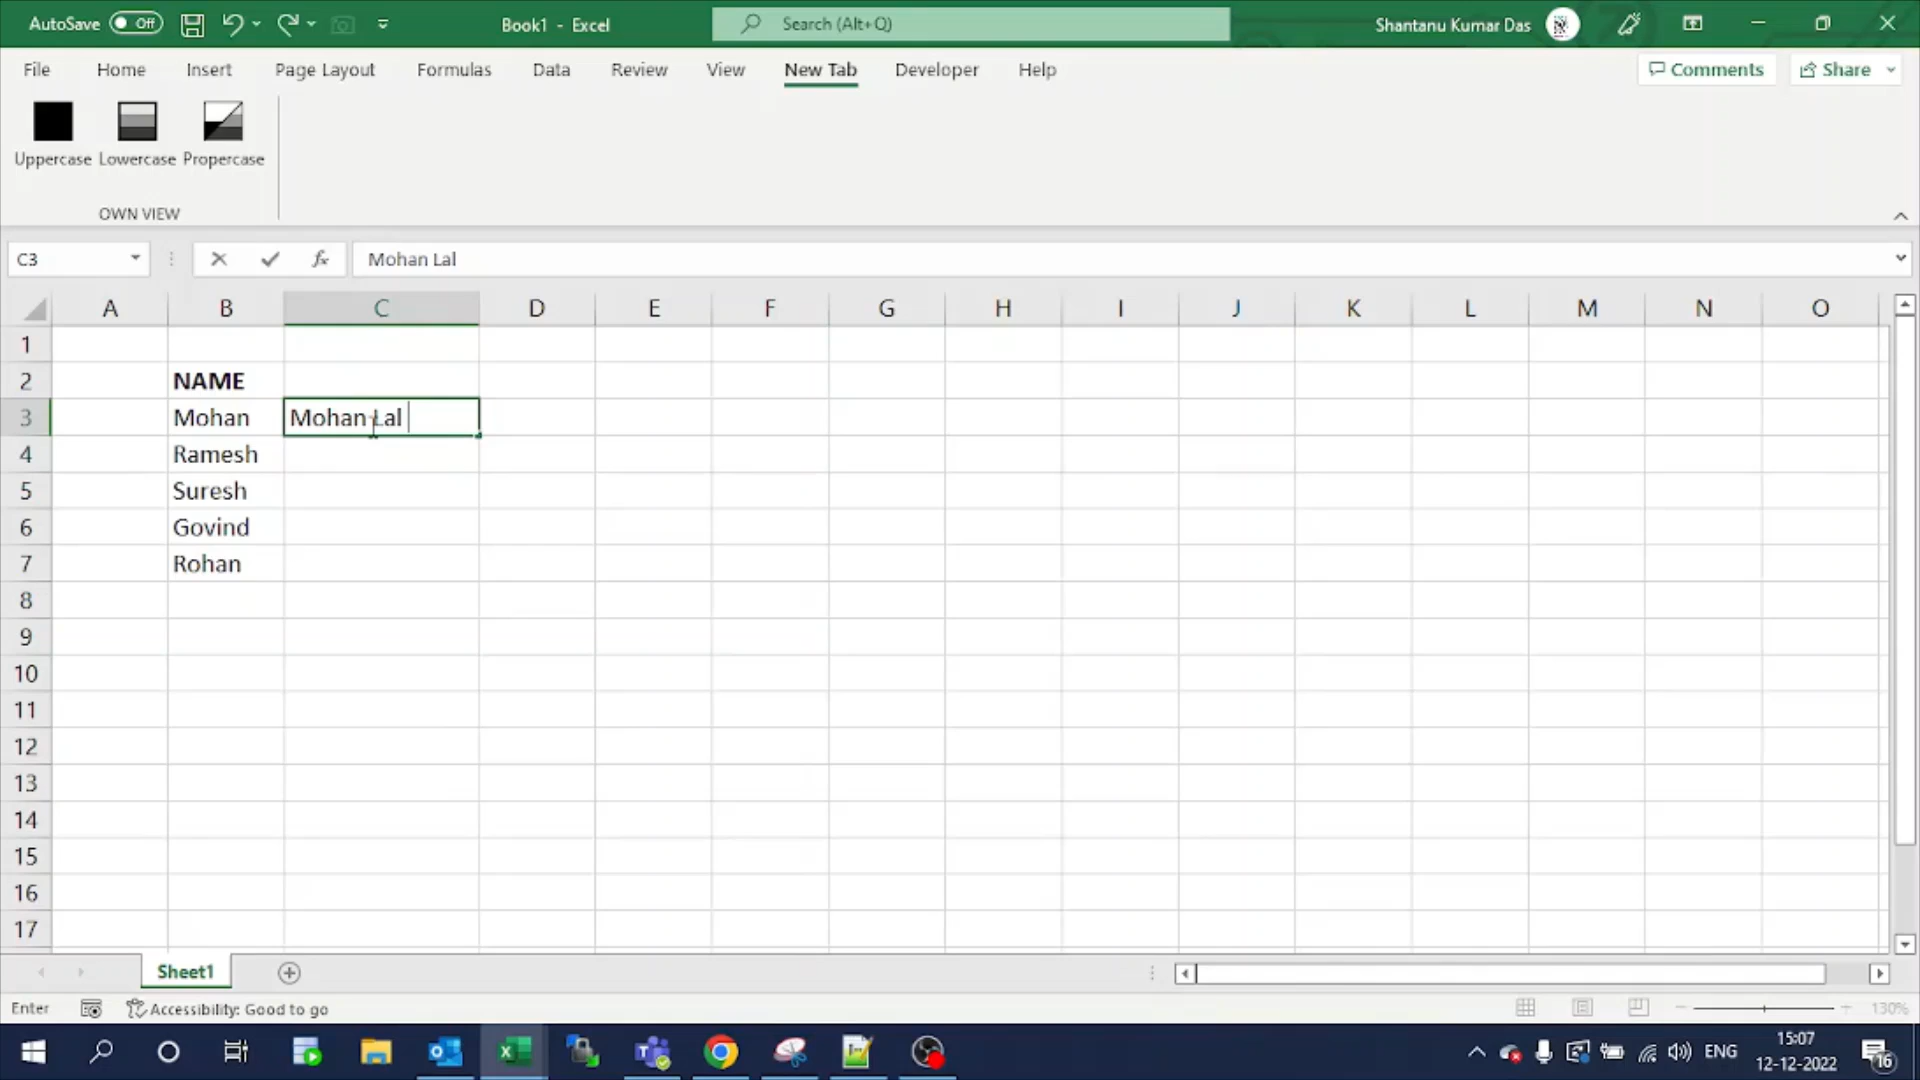 AutoSave Off Book1 - Excel Search (Alt+Q) Shantanu Kumar Das
File Home Insert Page Layout Formulas Data Review View New Tab Developer Help Comments Share
Uppercase Lowercase Propercase
OWN VIEW
C3 fx Mohan Lal
A B C D E F G H I J K L M N O
1
2 NAME
3 Mohan Mohan Lal
4 Ramesh
5 Suresh
6 Govind
7 Rohan
8
9
10
11
12
13
14
15
16
17
Sheet1
Enter Accessibility: Good to go 130%
ENG 15:07
12-12-2022 16